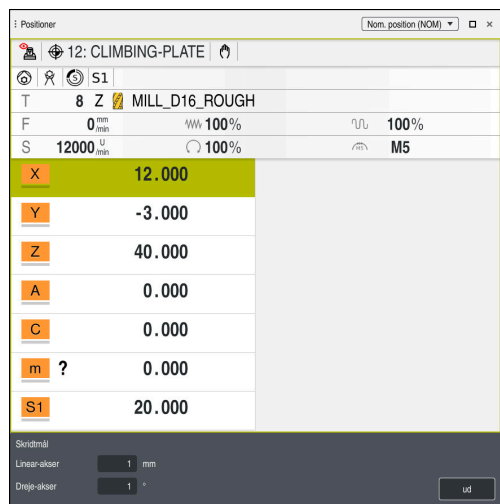 Positioner Nom. position (NOM)
12: CLIMBING-PLATE
S1
T 8 Z MILL_D16_ROUGH
F 0 mm/min 100% 100%
S 12000 U/min 100% M5
X 12.000
Y -3.000
Z 40.000
A 0.000
C 0.000
m ? 0.000
S1 20.000
Skridtmål
Linear-akser 1 mm
Dreje-akser 1 ° ud